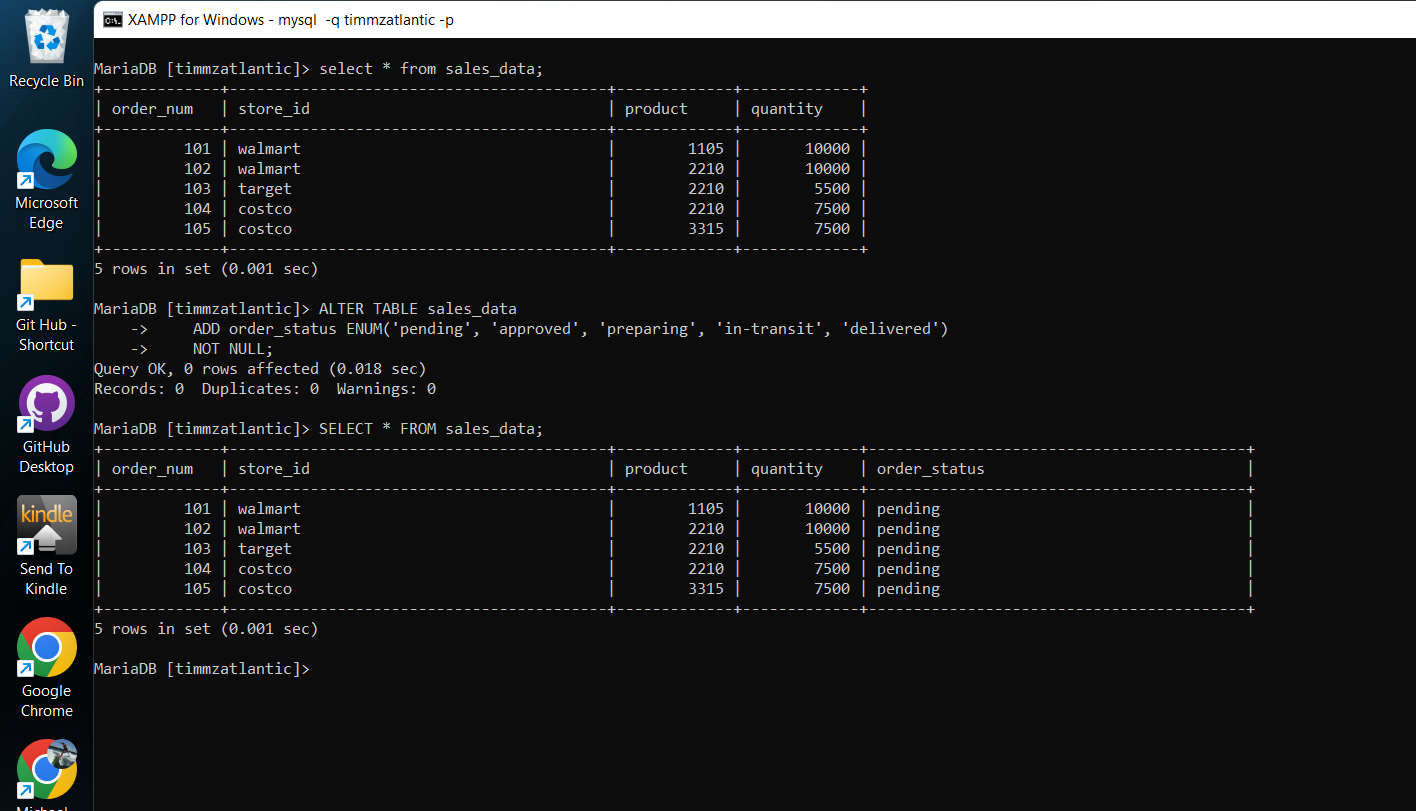 Recycle Bin
Microsoft
Edge
Git Hub -
Shortcut
GitHub
Desktop
kindle
Send To
Kindle
Google
Chrome
XAMPP for Windows - mysql  -q timmzatlantic -p
MariaDB [timmzatlantic]> select * from sales_data;
+-------------+------------------------------------------+-------------+-------------+
| order_num   | store_id                                 | product     | quantity    |
+-------------+------------------------------------------+-------------+-------------+
|         101 | walmart                                  |        1105 |       10000 |
|         102 | walmart                                  |        2210 |       10000 |
|         103 | target                                   |        2210 |        5500 |
|         104 | costco                                   |        2210 |        7500 |
|         105 | costco                                   |        3315 |        7500 |
+-------------+------------------------------------------+-------------+-------------+
5 rows in set (0.001 sec)
MariaDB [timmzatlantic]> ALTER TABLE sales_data
    ->     ADD order_status ENUM('pending', 'approved', 'preparing', 'in-transit', 'delivered')
    ->     NOT NULL;
Query OK, 0 rows affected (0.018 sec)
Records: 0  Duplicates: 0  Warnings: 0
MariaDB [timmzatlantic]> SELECT * FROM sales_data;
+-------------+------------------------------------------+-------------+-------------+------------------------------------------+
| order_num   | store_id                                 | product     | quantity    | order_status                             |
+-------------+------------------------------------------+-------------+-------------+------------------------------------------+
|         101 | walmart                                  |        1105 |       10000 | pending                                  |
|         102 | walmart                                  |        2210 |       10000 | pending                                  |
|         103 | target                                   |        2210 |        5500 | pending                                  |
|         104 | costco                                   |        2210 |        7500 | pending                                  |
|         105 | costco                                   |        3315 |        7500 | pending                                  |
+-------------+------------------------------------------+-------------+-------------+------------------------------------------+
5 rows in set (0.001 sec)
MariaDB [timmzatlantic]>